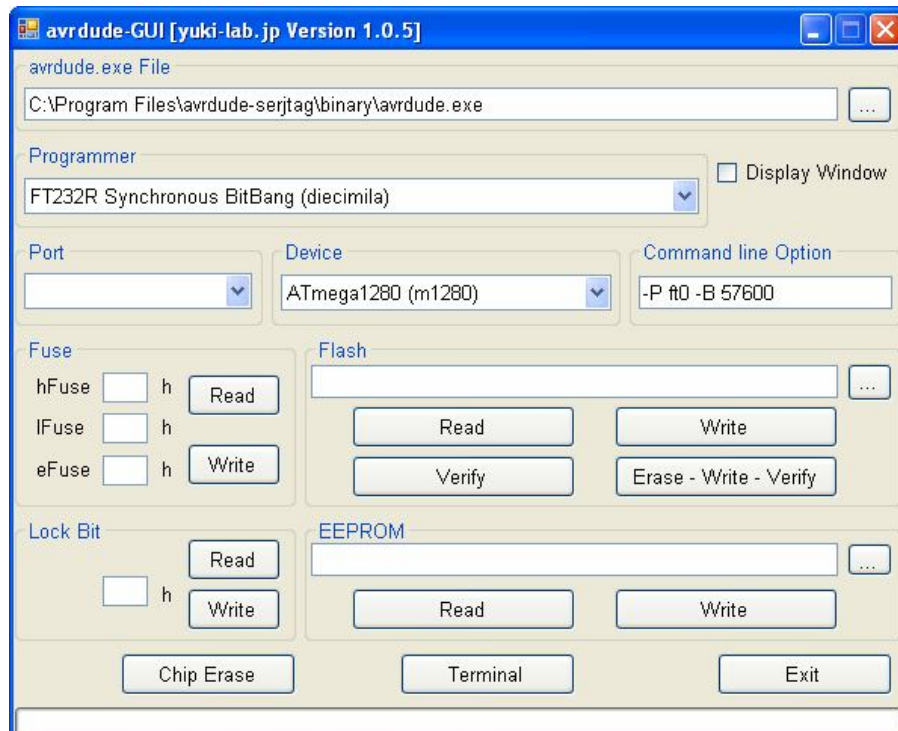 avrdude-GUI [yuki-lab.jp Version 1.0.5]
avrdude.exe File
C:\Program Files\avrdude-serjtag\binary\avrdude.exe
...
Programmer
FT232R Synchronous BitBang (diecimila)
Display Window
Port
Device
ATmega1280 (m1280)
Command line Option
-P ft0 -B 57600
Fuse
hFuse h
Read
lFuse h
eFuse h
Write
Flash
...
Read
Write
Verify
Erase - Write - Verify
Lock Bit
Read
h
Write
EEPROM
...
Read
Write
Chip Erase
Terminal
Exit